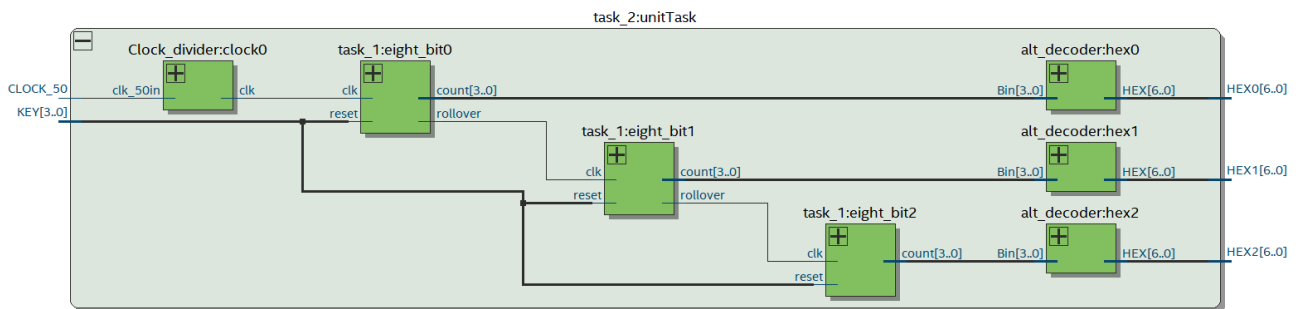 task_2:unitTask
Clock_divider:clock0
task_1:eight_bit0
alt_decoder:hex0
CLOCK_50
clk_50in
clk
clk
count[3..0]
Bin[3..0]
HEX[6..0]
HEX0[6..0]
KEY[3..0]
reset
rollover
task_1:eight_bit1
alt_decoder:hex1
clk
count[3..0]
Bin[3..0]
HEX[6..0]
HEX1[6..0]
reset
rollover
task_1:eight_bit2
alt_decoder:hex2
clk
count[3..0]
Bin[3..0]
HEX[6..0]
HEX2[6..0]
reset